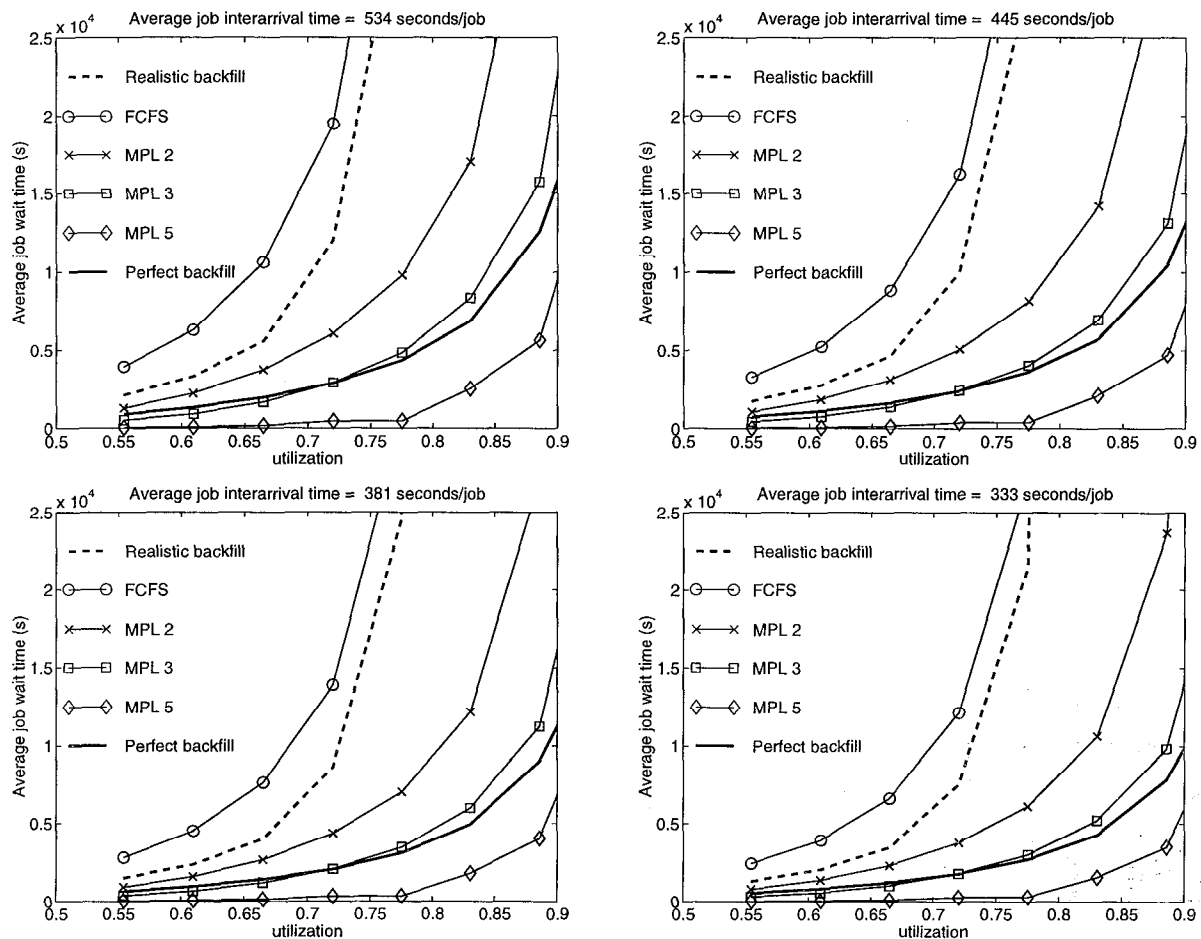 Average job interarrival time = 534 seconds/job
x 10^4
2.5
2
1.5
1
0.5
0
Average job wait time (s)
Realistic backfill
FCFS
MPL 2
MPL 3
MPL 5
Perfect backfill
0.5 0.55 0.6 0.65 0.7 0.75 0.8 0.85 0.9
utilization
Average job interarrival time = 445 seconds/job
x 10^4
2.5
2
1.5
1
0.5
0
Average job wait time (s)
Realistic backfill
FCFS
MPL 2
MPL 3
MPL 5
Perfect backfill
0.5 0.55 0.6 0.65 0.7 0.75 0.8 0.85 0.9
utilization
Average job interarrival time = 381 seconds/job
x 10^4
2.5
2
1.5
1
0.5
0
Average job wait time (s)
Realistic backfill
FCFS
MPL 2
MPL 3
MPL 5
Perfect backfill
0.5 0.55 0.6 0.65 0.7 0.75 0.8 0.85 0.9
utilization
Average job interarrival time = 333 seconds/job
x 10^4
2.5
2
1.5
1
0.5
0
Average job wait time (s)
Realistic backfill
FCFS
MPL 2
MPL 3
MPL 5
Perfect backfill
0.5 0.55 0.6 0.65 0.7 0.75 0.8 0.85 0.9
utilization